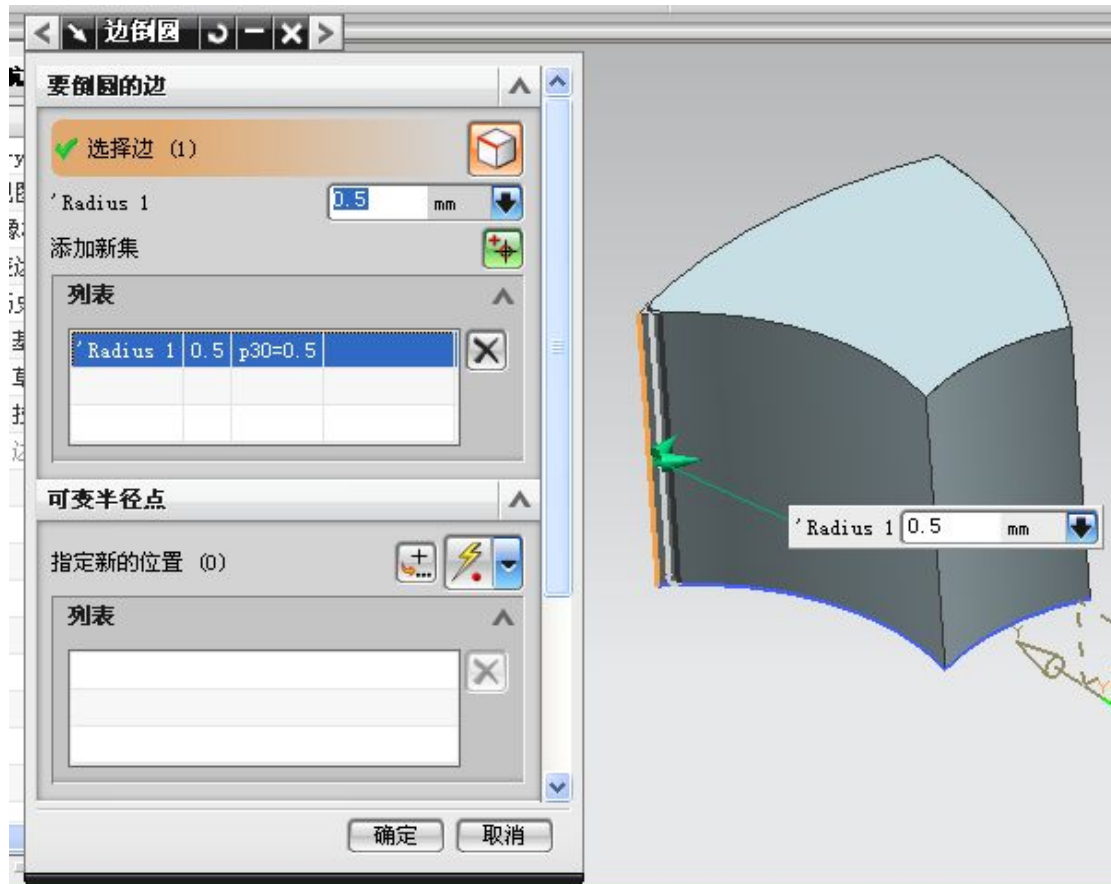 边倒圆
要倒圆的边
选择边 (1)
'Radius 1 0.5 mm
添加新集
列表
'Radius 1 0.5 p30=0.5
可变半径点
指定新的位置 (0)
列表
确定 取消
'Radius 1 0.5 mm
Y